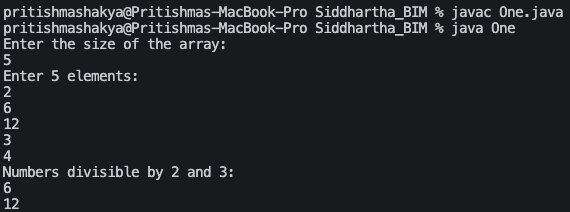 pritishmashakya@Pritishmas-MacBook-Pro Siddhartha_BIM % javac One.java
pritishmashakya@Pritishmas-MacBook-Pro Siddhartha_BIM % java One
Enter the size of the array:
5
Enter 5 elements:
2
6
12
3
4
Numbers divisible by 2 and 3:
6
12